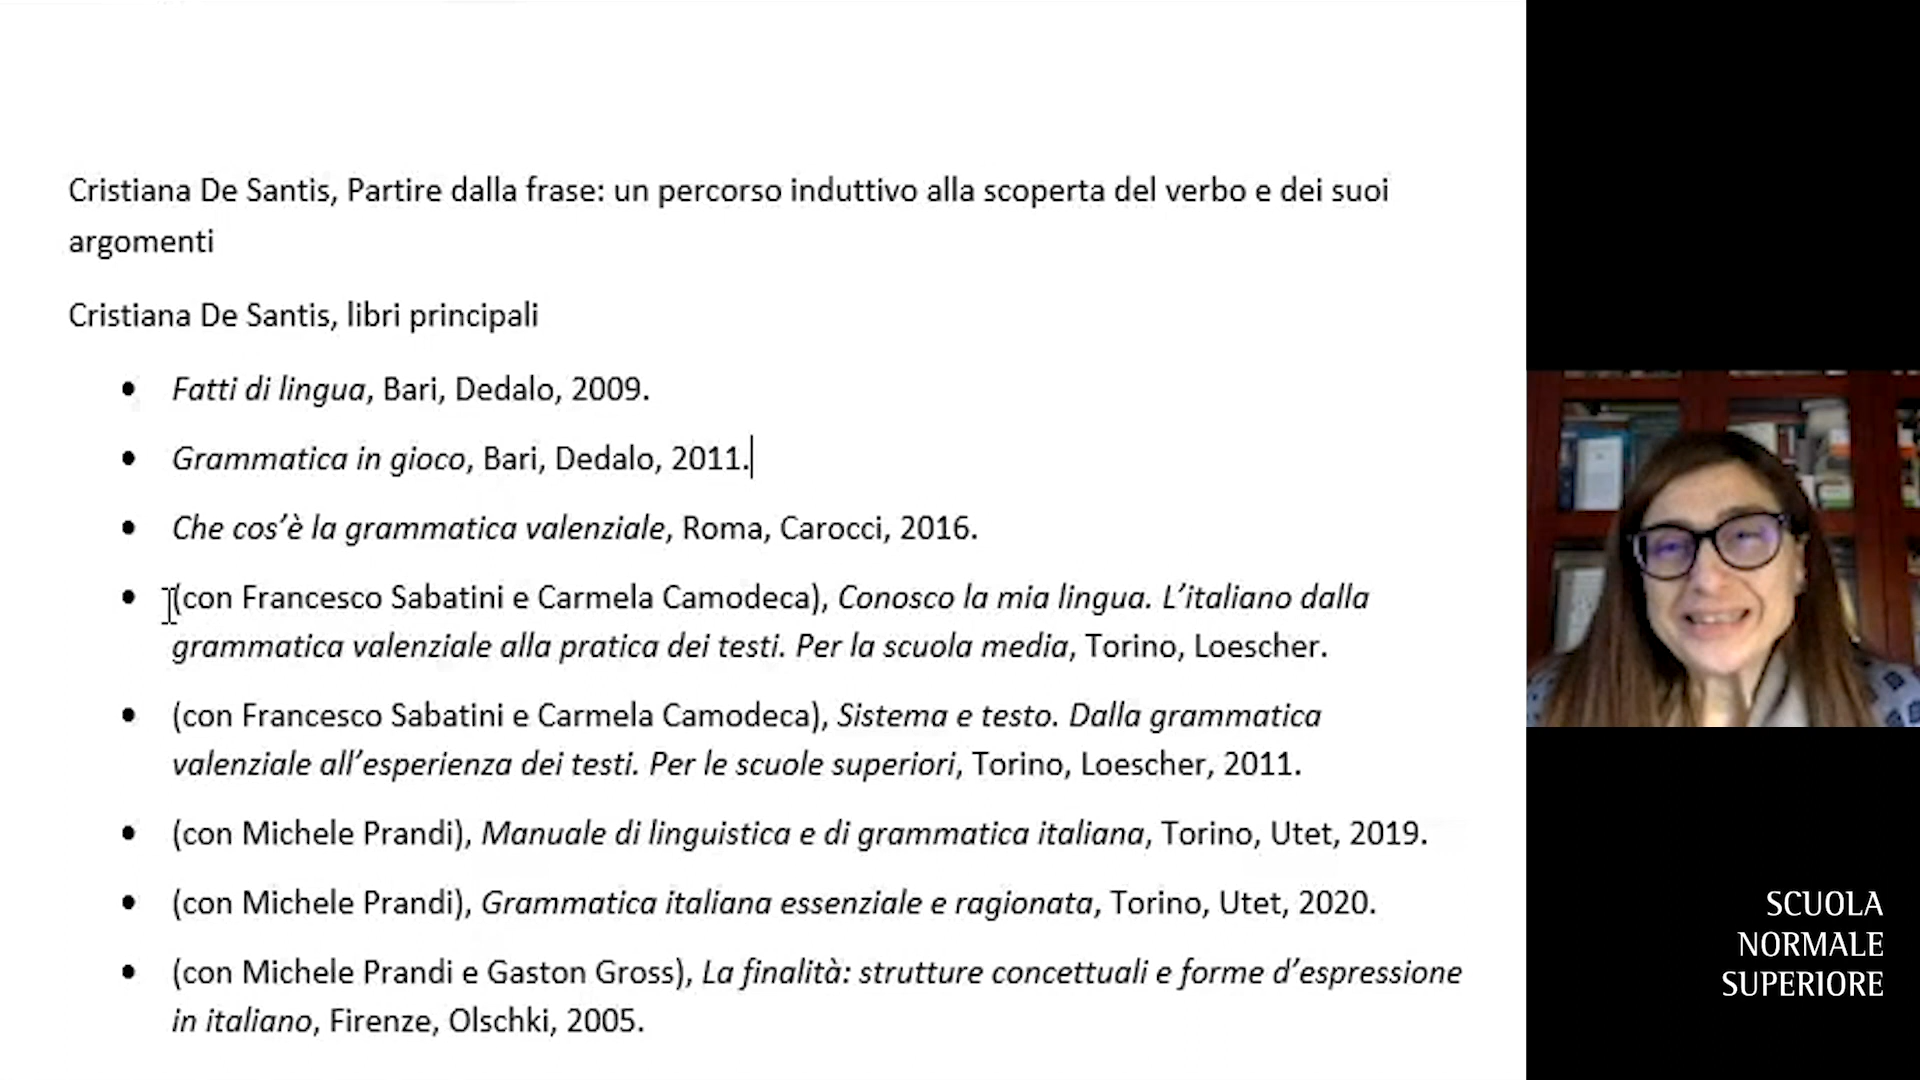 Cristiana De Santis, Partire dalla frase: un percorso induttivo alla scoperta del verbo e dei suoi
argomenti
Cristiana De Santis, libri principali
• Fatti di lingua, Bari, Dedalo, 2009.
• Grammatica in gioco, Bari, Dedalo, 2011.
• Che cos’è la grammatica valenziale, Roma, Carocci, 2016.
• (con Francesco Sabatini e Carmela Camodeca), Conosco la mia lingua. L’italiano dalla
grammatica valenziale alla pratica dei testi. Per la scuola media, Torino, Loescher.
• (con Francesco Sabatini e Carmela Camodeca), Sistema e testo. Dalla grammatica
valenziale all’esperienza dei testi. Per le scuole superiori, Torino, Loescher, 2011.
• (con Michele Prandi), Manuale di linguistica e di grammatica italiana, Torino, Utet, 2019.
• (con Michele Prandi), Grammatica italiana essenziale e ragionata, Torino, Utet, 2020.
• (con Michele Prandi e Gaston Gross), La finalità: strutture concettuali e forme d’espressione
in italiano, Firenze, Olschki, 2005.
SCUOLA
NORMALE
SUPERIORE